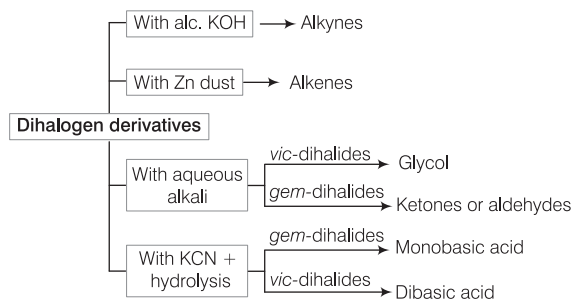 With alc. KOH
Alkynes
With Zn dust
Alkenes
Dihalogen derivatives
With aqueous
alkali
vic-dihalides
Glycol
gem-dihalides
Ketones or aldehydes
With KCN +
hydrolysis
gem-dihalides
Monobasic acid
vic-dihalides
Dibasic acid